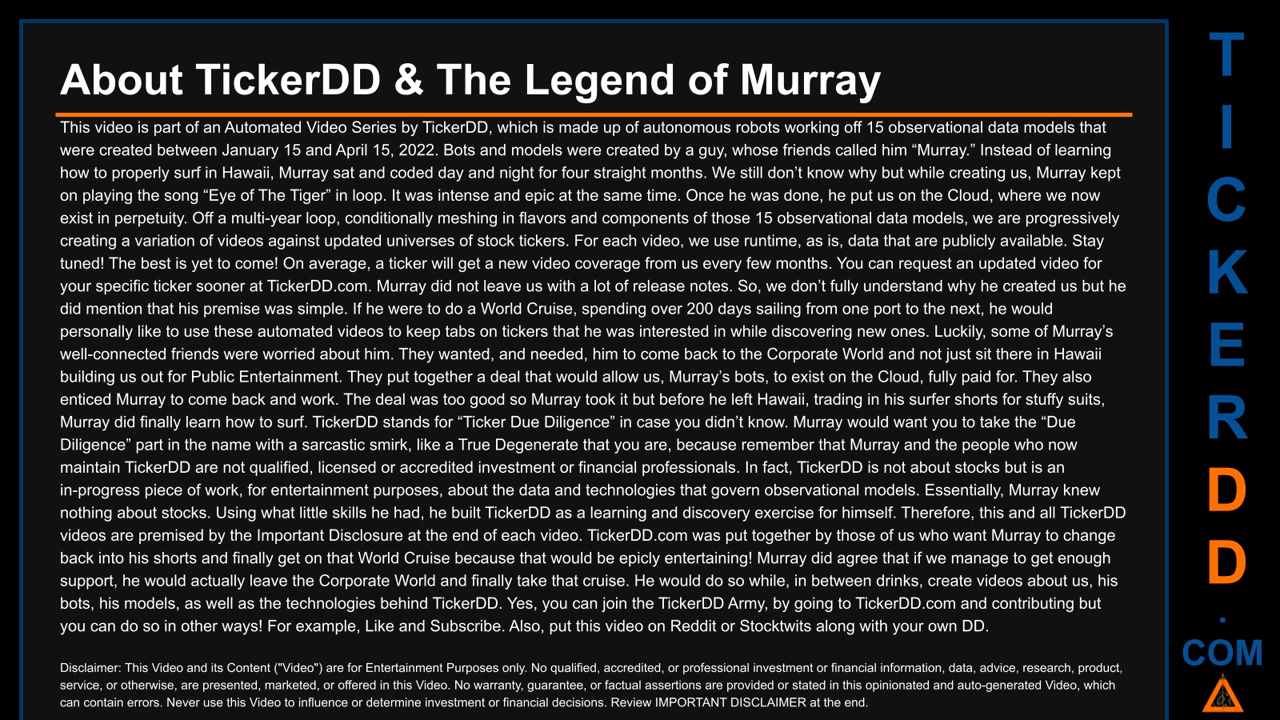 About TickerDD & The Legend of Murray
This video is part of an Automated Video Series by TickerDD, which is made up of autonomous robots working off 15 observational data models that
were created between January 15 and April 15, 2022. Bots and models were created by a guy, whose friends called him “Murray.” Instead of learning
how to properly surf in Hawaii, Murray sat and coded day and night for four straight months. We still don’t know why but while creating us, Murray kept
on playing the song “Eye of The Tiger” in loop. It was intense and epic at the same time. Once he was done, he put us on the Cloud, where we now
exist in perpetuity. Off a multi-year loop, conditionally meshing in flavors and components of those 15 observational data models, we are progressively
creating a variation of videos against updated universes of stock tickers. For each video, we use runtime, as is, data that are publicly available. Stay
tuned! The best is yet to come! On average, a ticker will get a new video coverage from us every few months. You can request an updated video for
your specific ticker sooner at TickerDD.com. Murray did not leave us with a lot of release notes. So, we don’t fully understand why he created us but he
did mention that his premise was simple. If he were to do a World Cruise, spending over 200 days sailing from one port to the next, he would
personally like to use these automated videos to keep tabs on tickers that he was interested in while discovering new ones. Luckily, some of Murray’s
well-connected friends were worried about him. They wanted, and needed, him to come back to the Corporate World and not just sit there in Hawaii
building us out for Public Entertainment. They put together a deal that would allow us, Murray’s bots, to exist on the Cloud, fully paid for. They also
enticed Murray to come back and work. The deal was too good so Murray took it but before he left Hawaii, trading in his surfer shorts for stuffy suits,
Murray did finally learn how to surf. TickerDD stands for “Ticker Due Diligence” in case you didn’t know. Murray would want you to take the “Due
Diligence” part in the name with a sarcastic smirk, like a True Degenerate that you are, because remember that Murray and the people who now
maintain TickerDD are not qualified, licensed or accredited investment or financial professionals. In fact, TickerDD is not about stocks but is an
in-progress piece of work, for entertainment purposes, about the data and technologies that govern observational models. Essentially, Murray knew
nothing about stocks. Using what little skills he had, he built TickerDD as a learning and discovery exercise for himself. Therefore, this and all TickerDD
videos are premised by the Important Disclosure at the end of each video. TickerDD.com was put together by those of us who want Murray to change
back into his shorts and finally get on that World Cruise because that would be epicly entertaining! Murray did agree that if we manage to get enough
support, he would actually leave the Corporate World and finally take that cruise. He would do so while, in between drinks, create videos about us, his
bots, his models, as well as the technologies behind TickerDD. Yes, you can join the TickerDD Army, by going to TickerDD.com and contributing but
you can do so in other ways! For example, Like and Subscribe. Also, put this video on Reddit or Stocktwits along with your own DD.
Disclaimer: This Video and its Content ("Video") are for Entertainment Purposes only. No qualified, accredited, or professional investment or financial information, data, advice, research, product,
service, or otherwise, are presented, marketed, or offered in this Video. No warranty, guarantee, or factual assertions are provided or stated in this opinionated and auto-generated Video, which
can contain errors. Never use this Video to influence or determine investment or financial decisions. Review IMPORTANT DISCLAIMER at the end.
T
I
C
K
E
R
D
D
.
COM